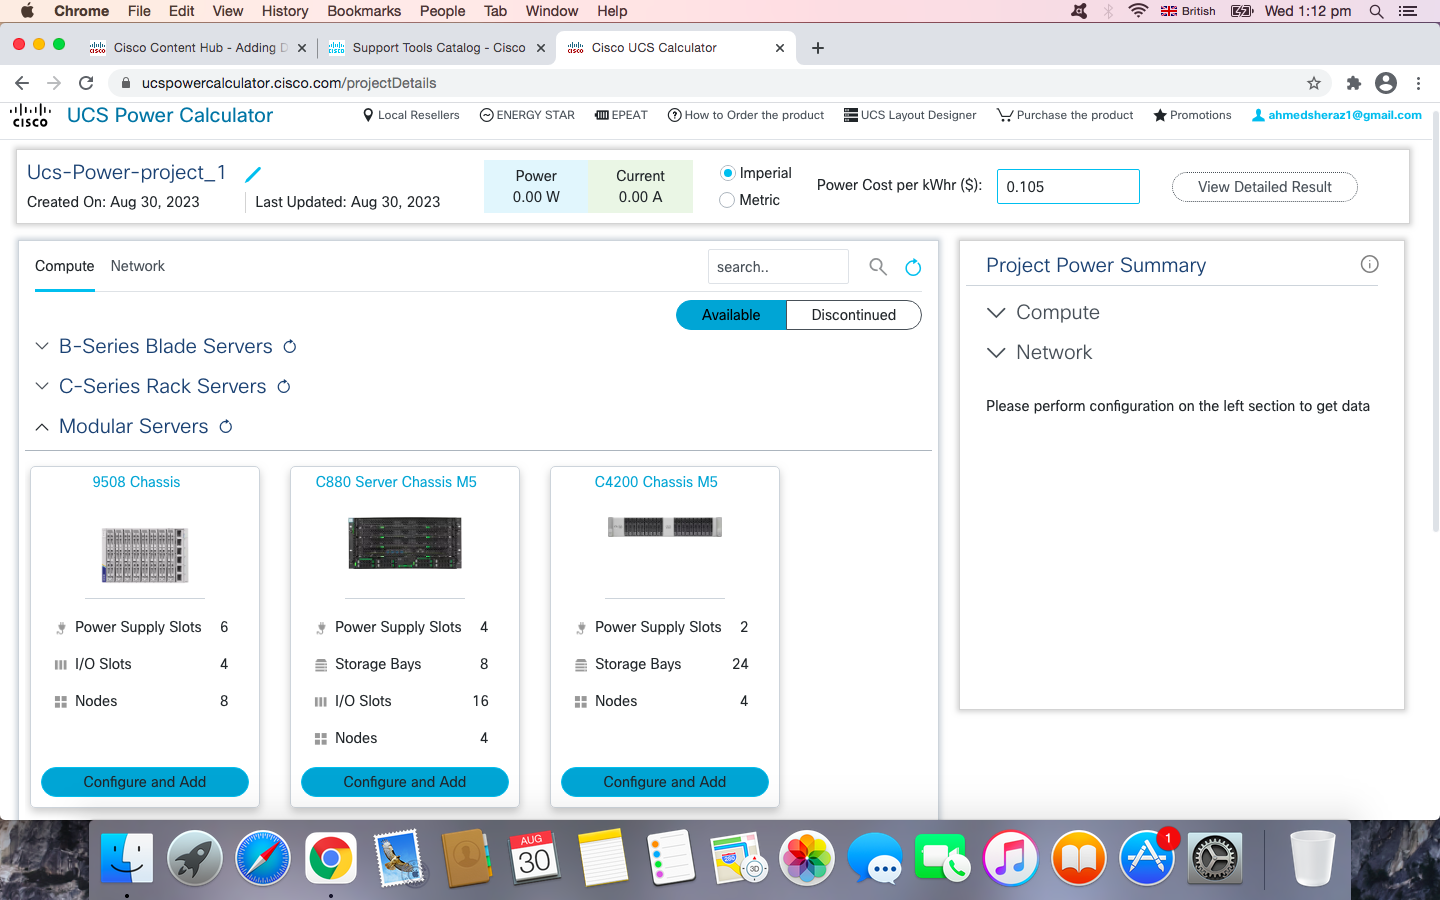 Chrome File Edit View History Bookmarks People Tab Window Help British Wed 1:12 pm
Cisco Content Hub - Adding D
Support Tools Catalog - Cisco
Cisco UCS Calculator
ucspowercalculator.cisco.com/projectDetails
CISCO UCS Power Calculator
Local Resellers ENERGY STAR EPEAT How to Order the product UCS Layout Designer Purchase the product Promotions ahmedsheraz1@gmail.com
Ucs-Power-project_1
Created On: Aug 30, 2023 Last Updated: Aug 30, 2023
Power
0.00 W
Current
0.00 A
Imperial
Metric
Power Cost per kWhr ($): 0.105
View Detailed Result
Compute Network
search..
Available Discontinued
B-Series Blade Servers
C-Series Rack Servers
Modular Servers
9508 Chassis
Power Supply Slots 6
I/O Slots 4
Nodes 8
Configure and Add
C880 Server Chassis M5
Power Supply Slots 4
Storage Bays 8
I/O Slots 16
Nodes 4
Configure and Add
C4200 Chassis M5
Power Supply Slots 2
Storage Bays 24
Nodes 4
Configure and Add
Project Power Summary
Compute
Network
Please perform configuration on the left section to get data
AUG
30
280
3D
1